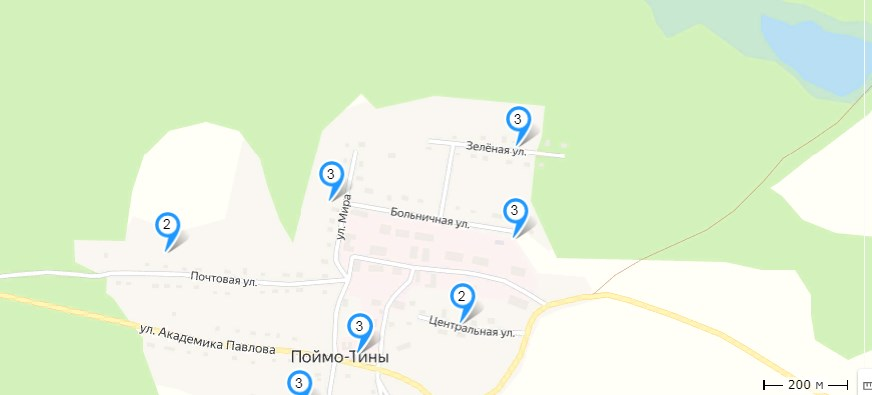 3
Зелёная ул.
3
ул. Мира
3
Больничная ул.
2
Почтовая ул.
2
Центральная ул.
3
ул. Академика Павлова
Поймо-Тины
3
200 м